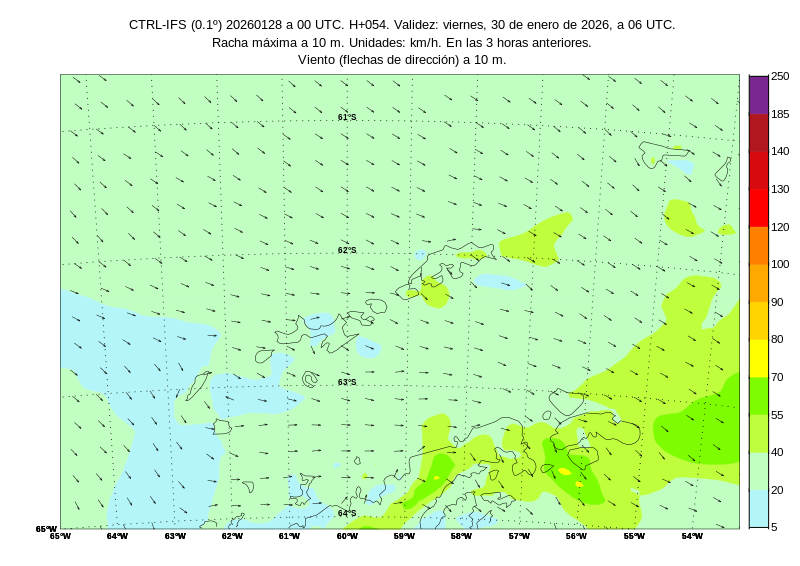 CTRL-IFS (0.1º) 20260128 a 00 UTC. H+054. Validez: viernes, 30 de enero de 2026, a 06 UTC.
Racha máxima a 10 m. Unidades: km/h. En las 3 horas anteriores.
Viento (flechas de dirección) a 10 m.
250
185
140
130
120
100
90
80
70
55
40
20
5
61°S
62°S
63°S
64°S
65°W
65°W
64°W
63°W
62°W
61°W
60°W
59°W
58°W
57°W
56°W
55°W
54°W